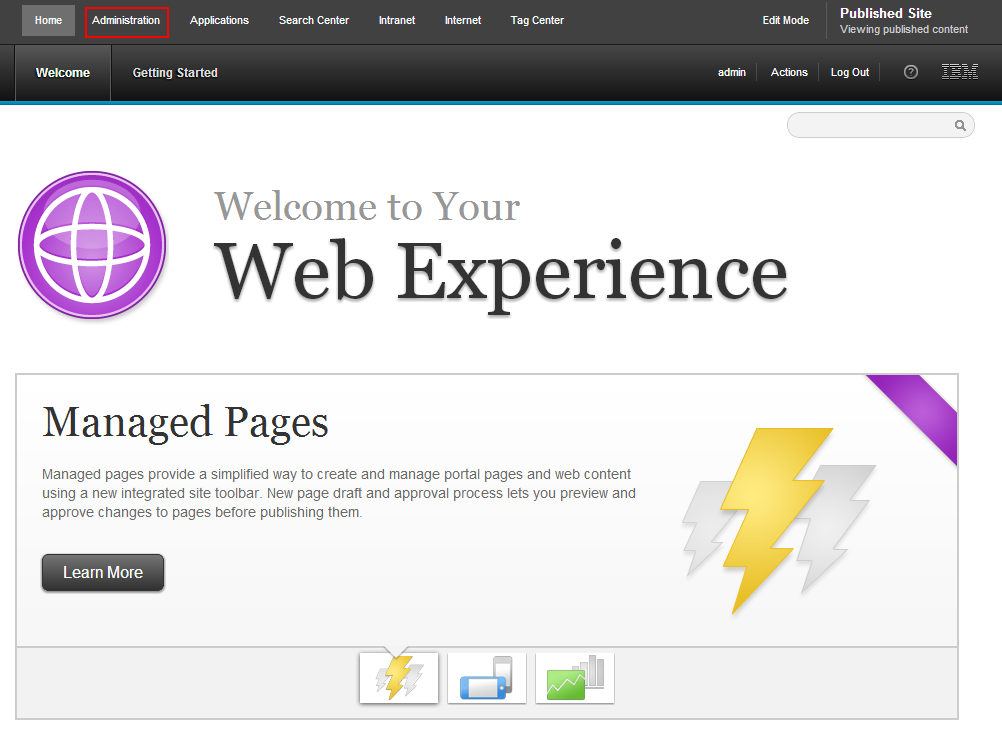 Home Administration Applications Search Center Intranet Internet Tag Center Edit Mode Published Site
Viewing published content
Welcome Getting Started admin Actions Log Out ? IBM
Welcome to Your
Web Experience
Managed Pages
Managed pages provide a simplified way to create and manage portal pages and web content
using a new integrated site toolbar. New page draft and approval process lets you preview and
approve changes to pages before publishing them.
Learn More